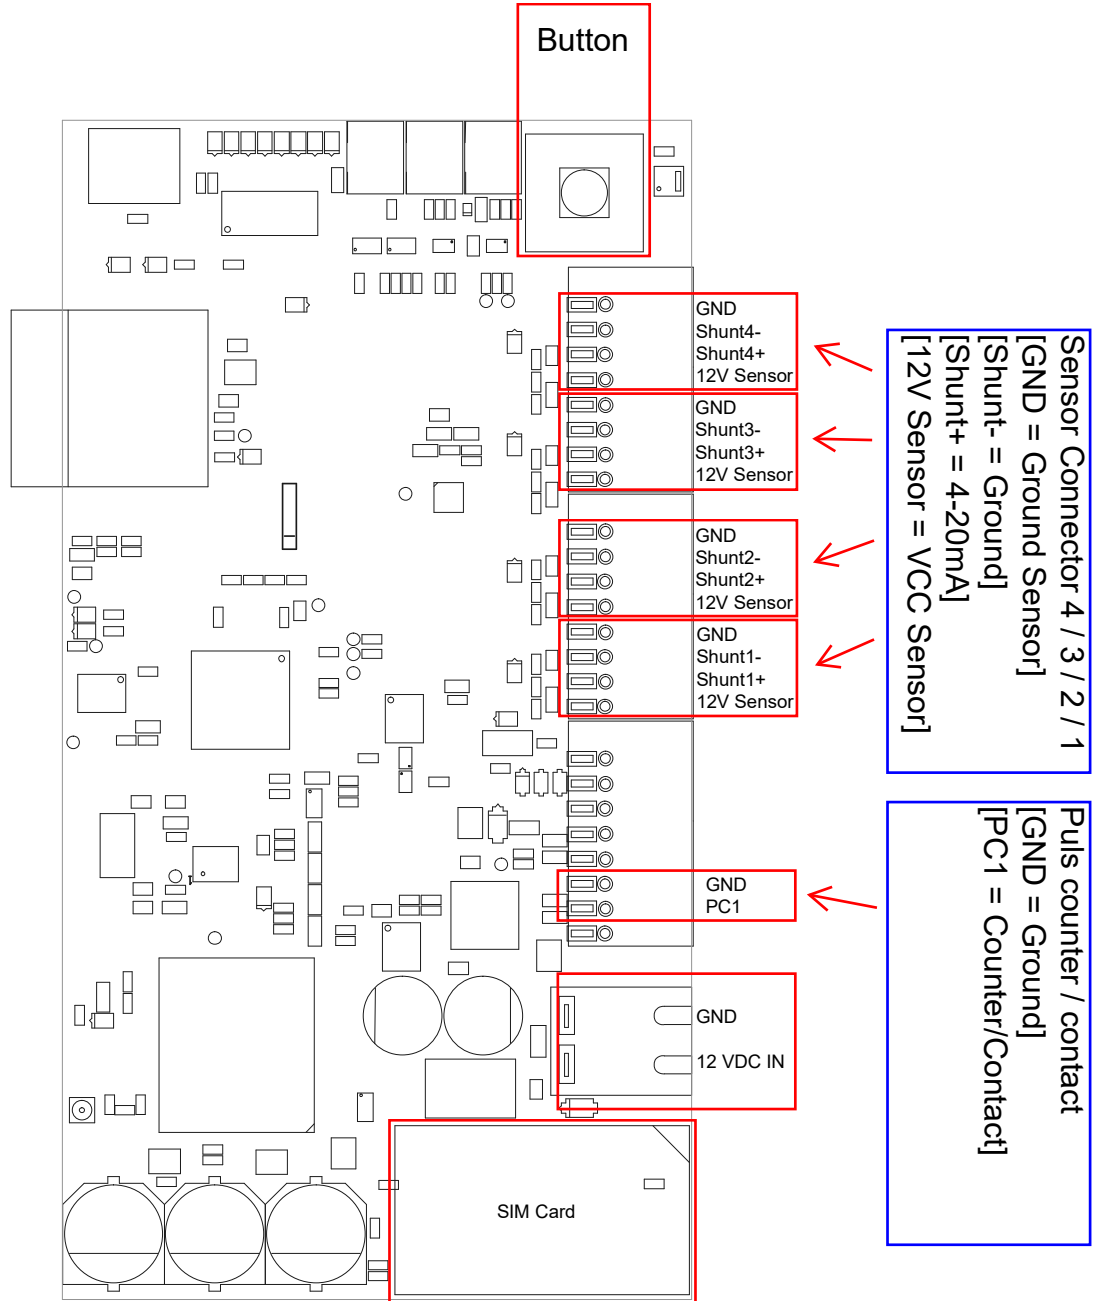 Button
GND
Shunt4-
Shunt4+
12V Sensor
GND
Shunt3-
Shunt3+
12V Sensor
GND
Shunt2-
Shunt2+
12V Sensor
GND
Shunt1-
Shunt1+
12V Sensor
GND
PC1
GND
12 VDC IN
SIM Card
Sensor Connector 4 / 3 / 2 / 1
[GND = Ground Sensor]
[Shunt- = Ground]
[Shunt+ = 4-20mA]
[12V Sensor = VCC Sensor]
Puls counter / contact
[GND = Ground]
[PC1 = Counter/Contact]